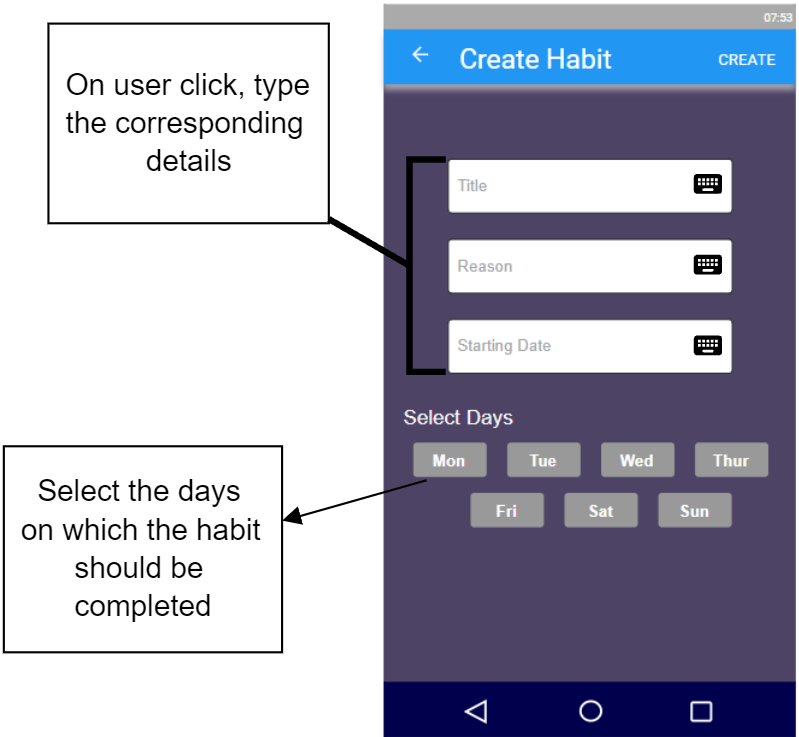 07:53
Create Habit
CREATE
On user click, type
the corresponding
details
Title
Reason
Starting Date
Select Days
Mon Tue Wed Thur
Fri Sat Sun
Select the days
on which the habit
should be
completed